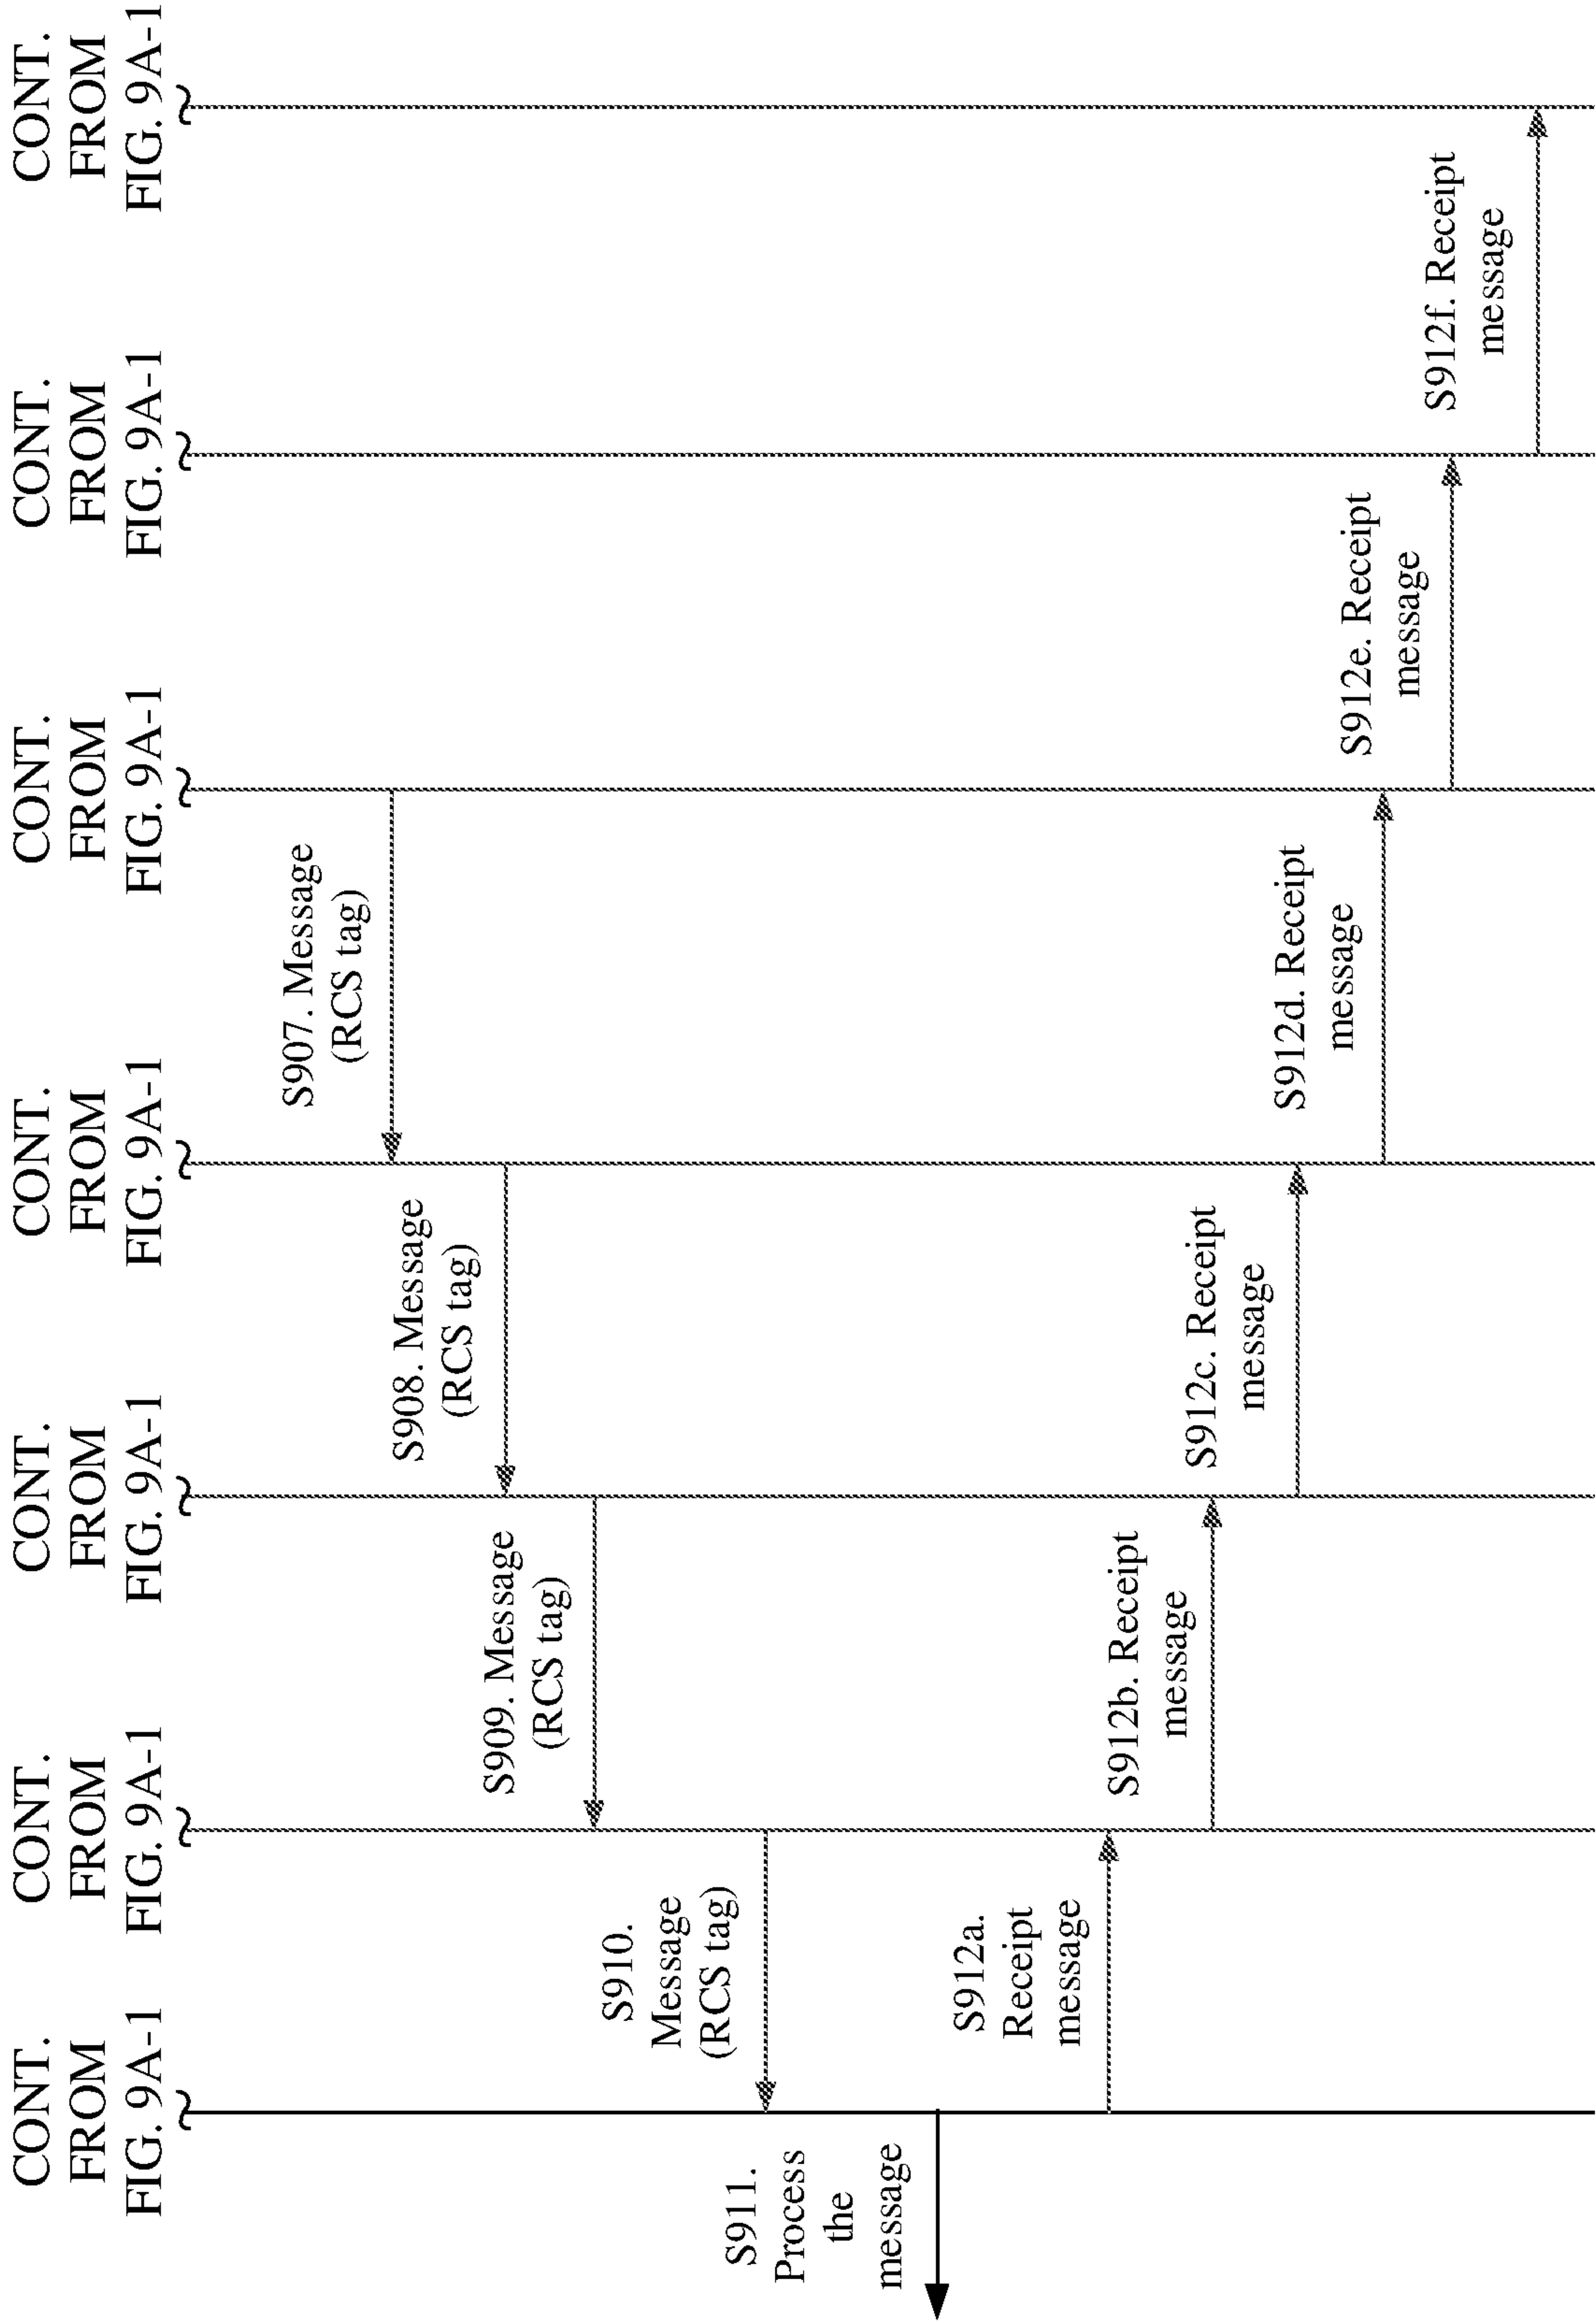 CONT.
FROM
FIG. 9A-1
CONT.
FROM
FIG. 9A-1
CONT.
FROM
FIG. 9A-1
CONT.
FROM
FIG. 9A-1
CONT.
FROM
FIG. 9A-1
CONT.
FROM
FIG. 9A-1
CONT.
FROM
FIG. 9A-1
S907. Message
(RCS tag)
S908. Message
(RCS tag)
S909. Message
(RCS tag)
S910.
Message
(RCS tag)
S911.
Process
the
message
S912a.
Receipt
message
S912b. Receipt
message
S912c. Receipt
message
S912d. Receipt
message
S912e. Receipt
message
S912f. Receipt
message